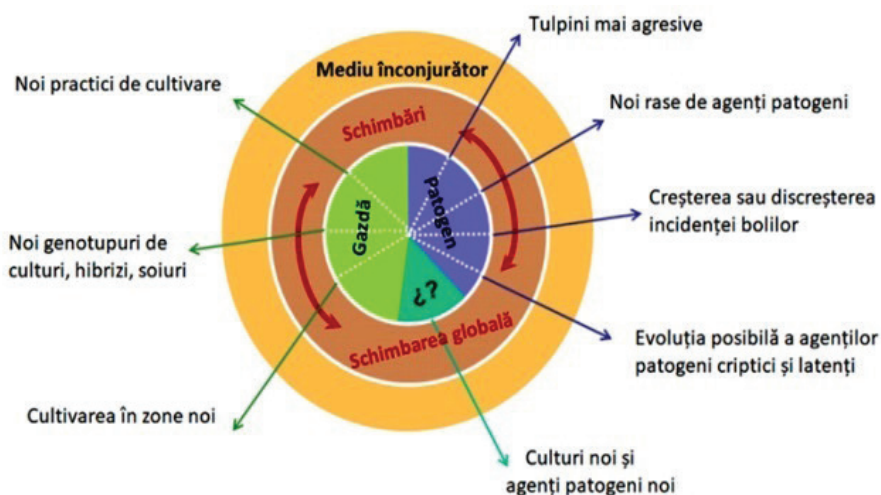 Tulpini mai agresive
Mediu înconjurător
Noi practici de cultivare
Noi rase de agenți patogeni
Schimbări
Patogen
Gazdă
Creșterea sau discreșterea
incidenței bolilor
Noi genotupuri de
culturi, hibrizi, soiuri
¿?
Schimbarea globală
Evoluția posibilă a agenților
patogeni criptici și latenți
Cultivarea în zone noi
Culturi noi și
agenți patogeni noi